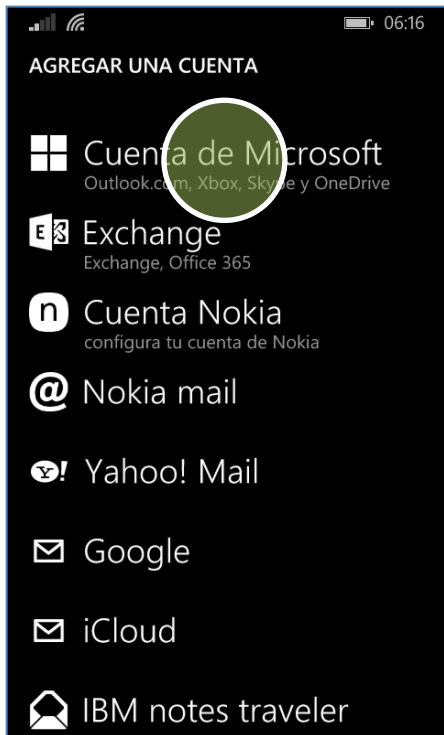 06:16
AGREGAR UNA CUENTA
Cuenta de Microsoft
Outlook.com, Xbox, Skype y OneDrive
E Exchange
Exchange, Office 365
n Cuenta Nokia
configura tu cuenta de Nokia
@ Nokia mail
Y! Yahoo! Mail
Google
iCloud
IBM notes traveler